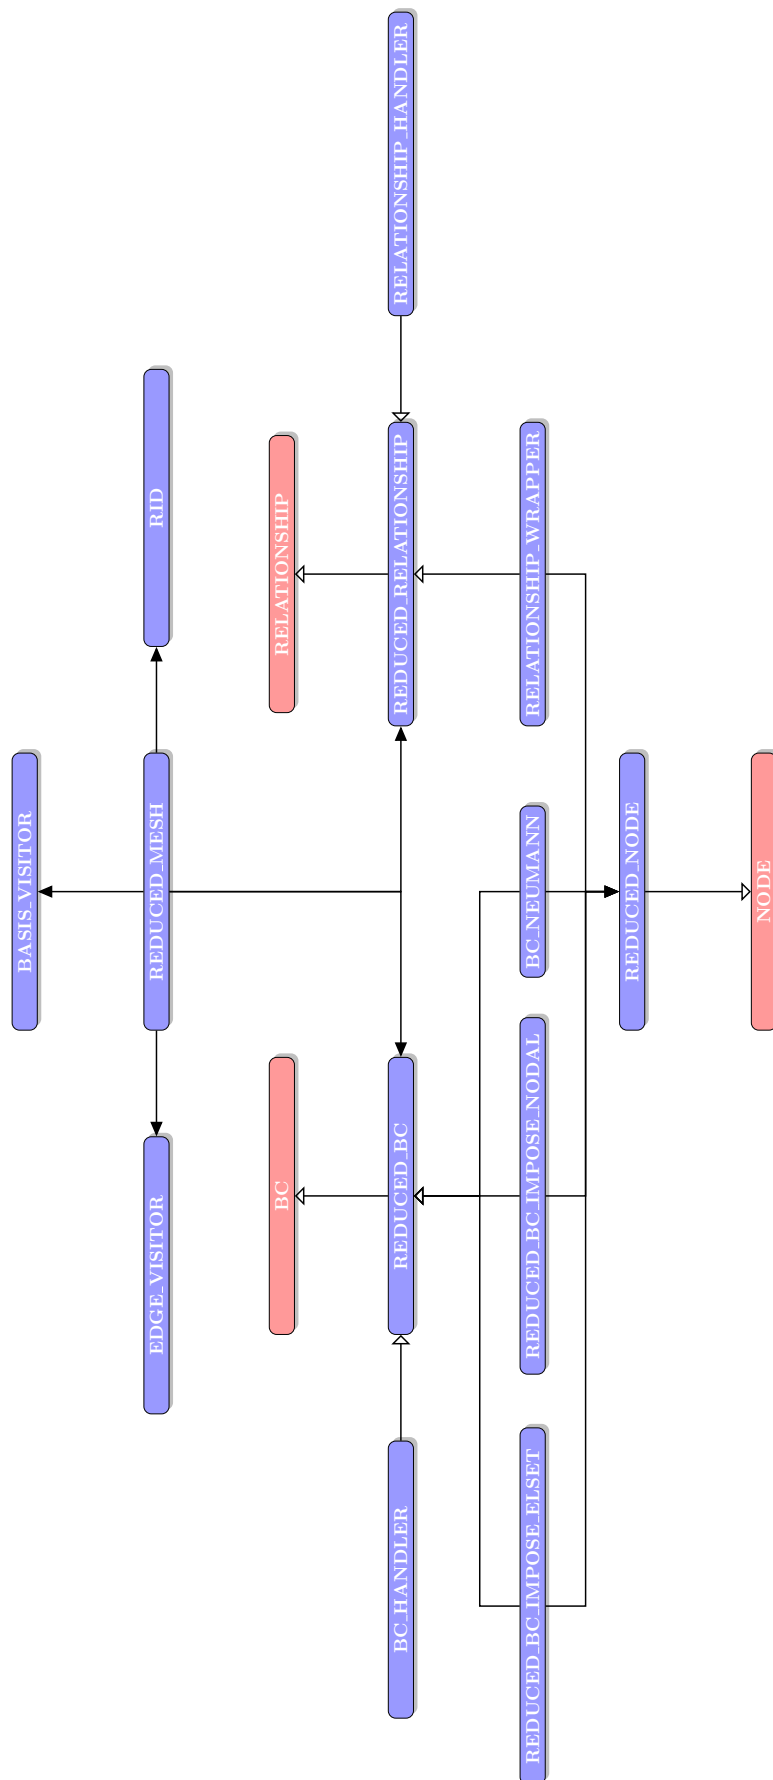 BASIS_VISITOR
EDGE_VISITOR
REDUCED_MESH
RID
BC
RELATIONSHIP
BC_HANDLER
REDUCED_BC
REDUCED_RELATIONSHIP
RELATIONSHIP_HANDLER
REDUCED_BC_IMPOSE_ELSET
REDUCED_BC_IMPOSE_NODAL
BC_NEUMANN
RELATIONSHIP_WRAPPER
REDUCED_NODE
NODE